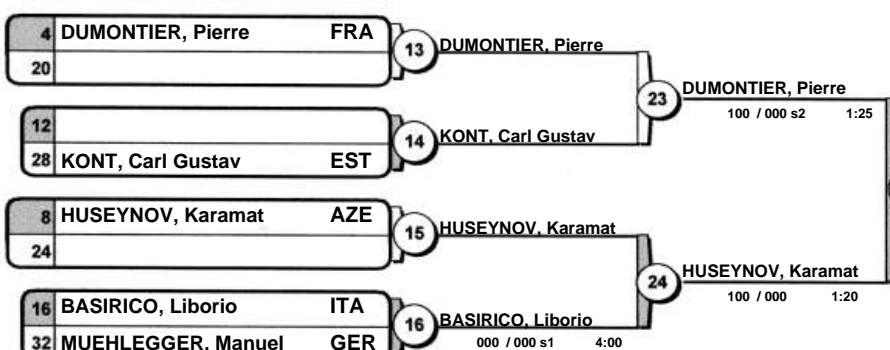 4 DUMONTIER, Pierre FRA
20
13 DUMONTIER, Pierre
23 DUMONTIER, Pierre
100 / 000 s2 1:25
12
28 KONT, Carl Gustav EST
14 KONT, Carl Gustav
8 HUSEYNOV, Karamat AZE
24
15 HUSEYNOV, Karamat
24 HUSEYNOV, Karamat
100 / 000 1:20
16 BASIRICO, Liborio ITA
32 MUEHLEGGER, Manuel GER
16 BASIRICO, Liborio
000 / 000 s1 4:00